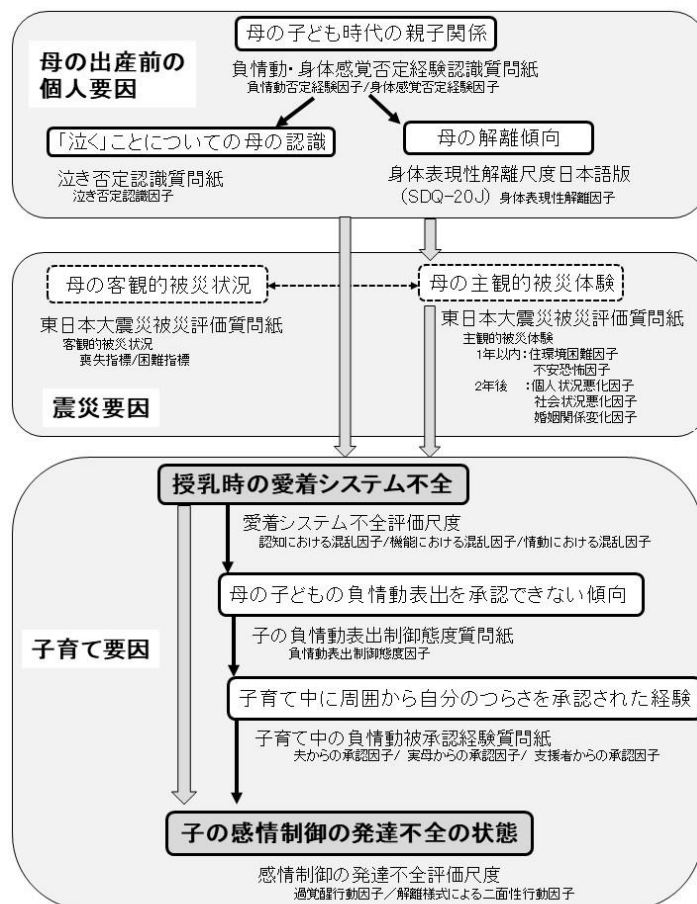 母の子ども時代の親子関係
母の出産前の
個人要因
負情動・身体感覚否定経験認識質問紙
負情動否定経験因子/身体感覚否定経験因子
「泣く」ことについての母の認識
母の解離傾向
泣き否定認識質問紙
泣き否定認識因子
身体表現性解離尺度日本語版
(SDQ-20J) 身体表現性解離因子
母の客観的被災状況
母の主観的被災体験
東日本大震災被災評価質問紙
客観的被災状況
喪失指標/困難指標
東日本大震災被災評価質問紙
主観的被災体験
1年以内:住環境困難因子
不安恐怖因子
2年後 :個人状況悪化因子
社会状況悪化因子
婚姻関係変化因子
震災要因
授乳時の愛着システム不全
愛着システム不全評価尺度
認知における混乱因子/機能における混乱因子/情動における混乱因子
母の子どもの負情動表出を承認できない傾向
子育て要因
子の負情動表出制御態度質問紙
負情動表出制御態度因子
子育て中に周囲から自分のつらさを承認された経験
子育て中の負情動被承認経験質問紙
夫からの承認因子/ 実母からの承認因子/ 支援者からの承認因子
子の感情制御の発達不全の状態
感情制御の発達不全評価尺度
過覚醒行動因子／解離様式による二面性行動因子